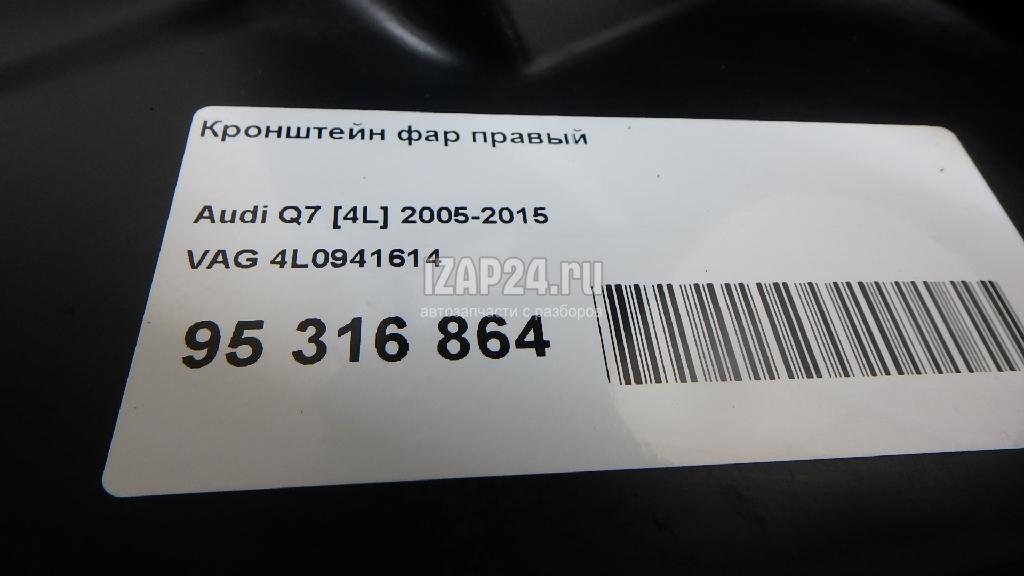 Кронштейн фар правый
Audi Q7 [4L] 2005-2015
VAG 4L0941614
IZAP24.ru
автозапчасти с разборов
95 316 864